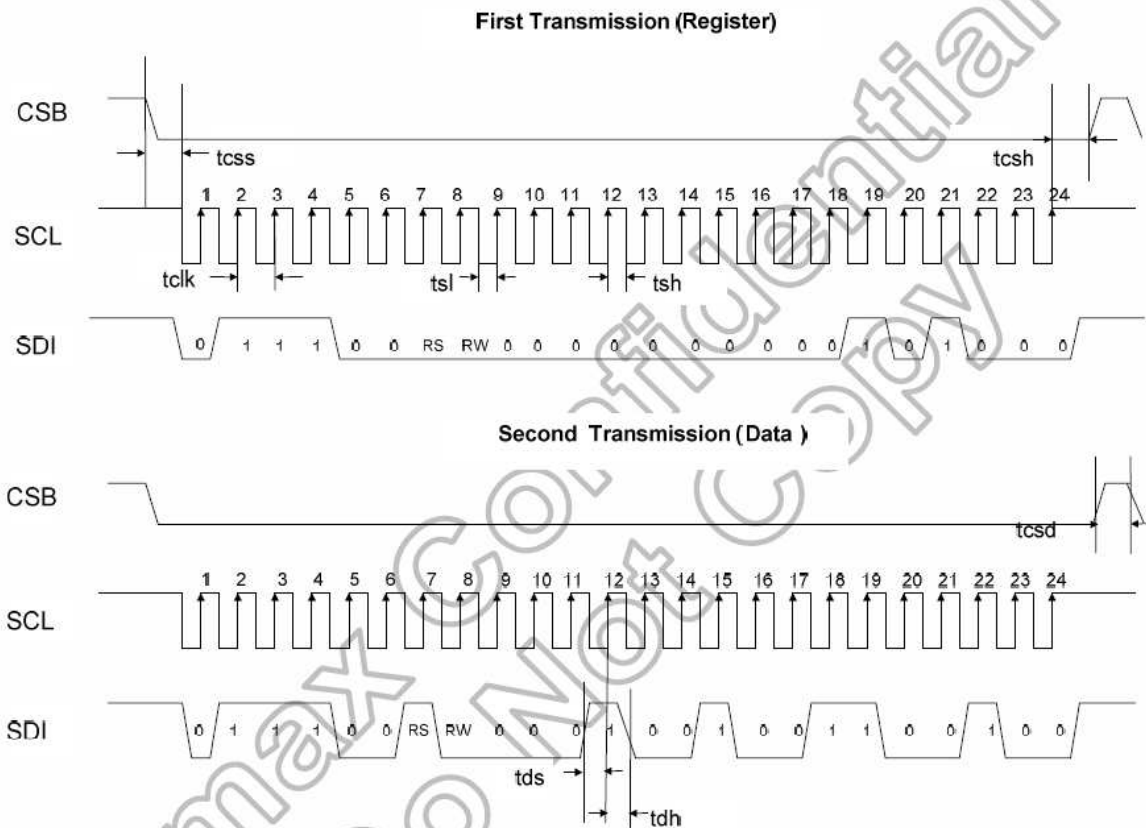 First Transmission (Register)
CSB
tcss
tcsh
1 2 3 4 5 6 7 8 9 10 11 12 13 14 15 16 17 18 19 20 21 22 23 24
SCL
tclk tsl tsh
SDI 0 1 1 1 0 0 RS RW 0 0 0 0 0 0 0 0 0 0 1 0 1 0 0 0
Second Transmission (Data )
CSB
tcsd
1 2 3 4 5 6 7 8 9 10 11 12 13 14 15 16 17 18 19 20 21 22 23 24
SCL
SDI 0 1 1 1 0 0 RS RW 0 0 0 1 0 0 1 0 0 1 1 0 0 1 0 0
tds
tdh
max Confidential
Do Not Copy